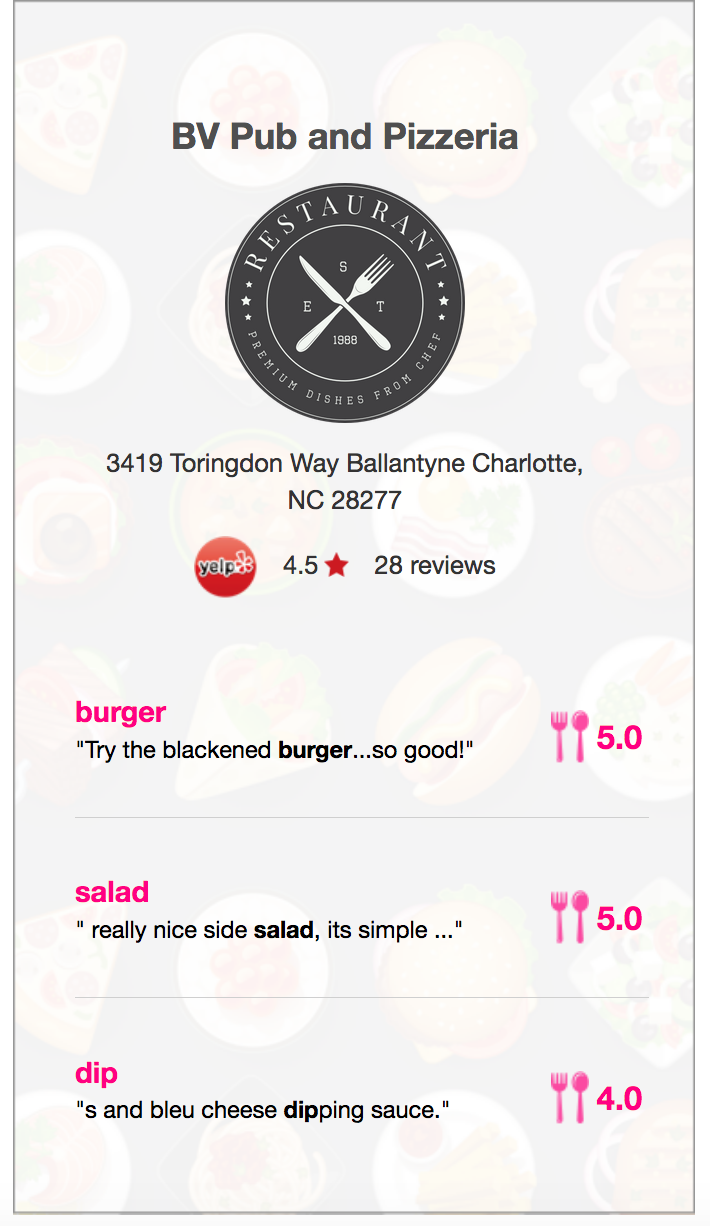 BV Pub and Pizzeria
RESTAURANT
S
E T
1988
PREMIUM DISHES FROM CHEF
3419 Toringdon Way Ballantyne Charlotte,
NC 28277
yelp 4.5 28 reviews
burger
"Try the blackened burger...so good!" 5.0
salad
" really nice side salad, its simple ..." 5.0
dip
"s and bleu cheese dipping sauce." 4.0